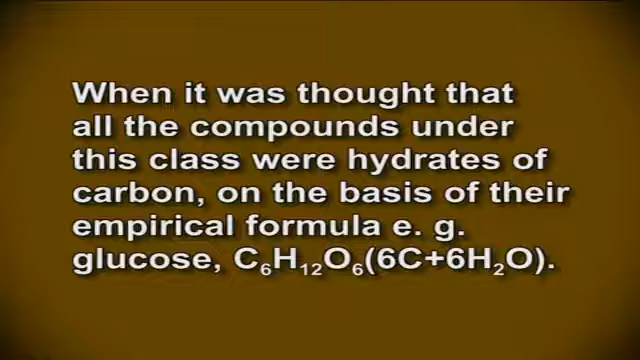 When it was thought that
all the compounds under
this class were hydrates of
carbon, on the basis of their
empirical formula e. g.
glucose, C₆H₁₂O₆(6C+6H₂O).